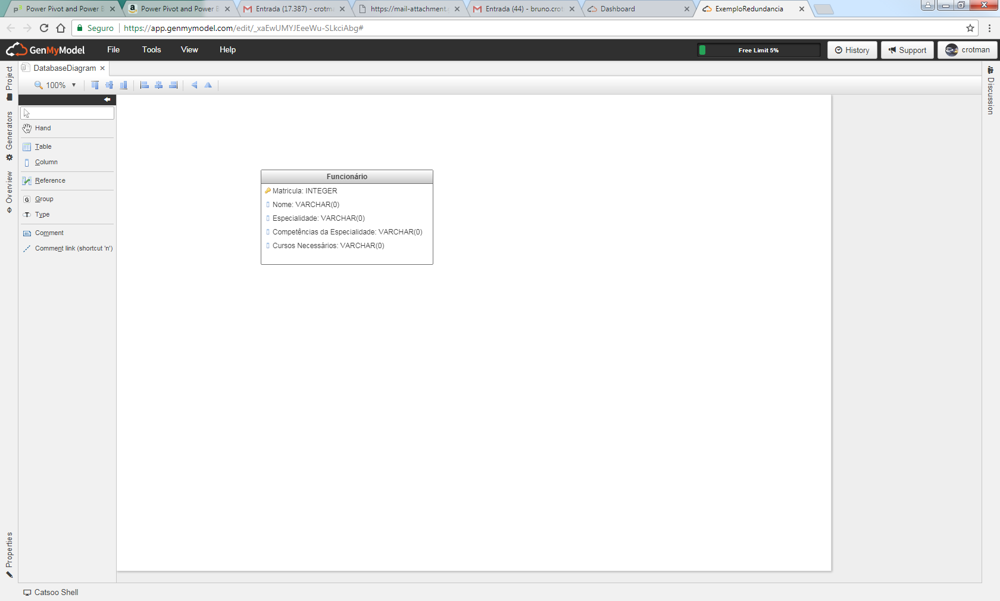 Power Pivot and Power B
Power Pivot and Power B
Entrada (17.387) - crotma
https://mail-attachment.
Entrada (44) - bruno.crot
Dashboard
ExemploRedundancia
Seguro
https://app.genmymodel.com/edit/_xaEwUMYJEeeWu-SLkciAbg#
GenMyModel
File
Tools
View
Help
Free Limit 5%
History
Support
crotman
DatabaseDiagram
100%
Project
Generators
Overview
Properties
Discussion
Hand
Table
Column
Reference
G Group
T Type
Comment
Comment link (shortcut 'n')
Funcionário
Matricula: INTEGER
Nome: VARCHAR(0)
Especialidade: VARCHAR(0)
Competências da Especialidade: VARCHAR(0)
Cursos Necessários: VARCHAR(0)
Catsoo Shell